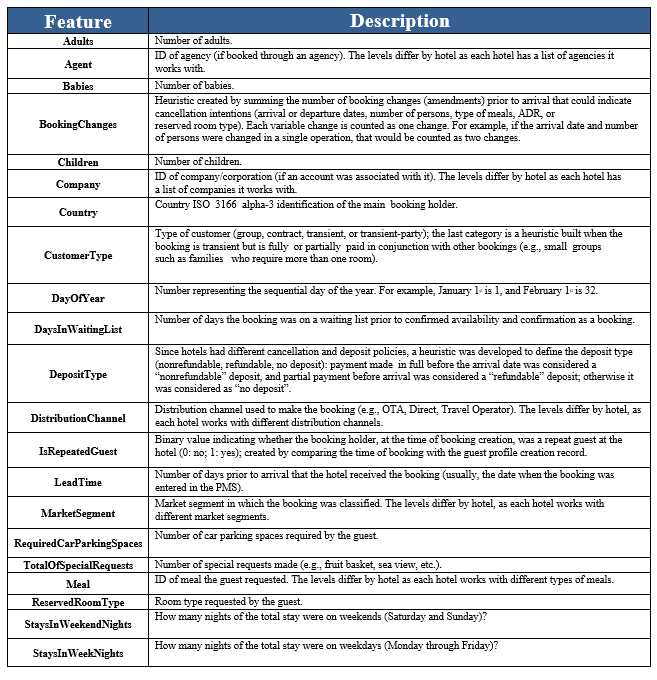 Feature Description
Adults Number of adults.
Agent ID of agency (if booked through an agency). The levels differ by hotel as each hotel has a list of agencies it
works with.
Babies Number of babies.
BookingChanges Heuristic created by summing the number of booking changes (amendments) prior to arrival that could indicate
cancellation intentions (arrival or departure dates, number of persons, type of meals, ADR, or
reserved room type). Each variable change is counted as one change. For example, if the arrival date and number
of persons were changed in a single operation, that would be counted as two changes.
Children Number of children.
Company ID of company/corporation (if an account was associated with it). The levels differ by hotel as each hotel has
a list of companies it works with.
Country Country ISO 3166 alpha-3 identification of the main booking holder.
CustomerType Type of customer (group, contract, transient, or transient-party); the last category is a heuristic built when the
booking is transient but is fully or partially paid in conjunction with other bookings (e.g., small groups
such as families who require more than one room).
DayOfYear Number representing the sequential day of the year. For example, January 1st is 1, and February 1st is 32.
DaysInWaitingList Number of days the booking was on a waiting list prior to confirmed availability and confirmation as a booking.
DepositType Since hotels had different cancellation and deposit policies, a heuristic was developed to define the deposit type
(nonrefundable, refundable, no deposit): payment made in full before the arrival date was considered a
“nonrefundable” deposit, and partial payment before arrival was considered a “refundable” deposit; otherwise it
was considered as “no deposit”.
DistributionChannel Distribution channel used to make the booking (e.g., OTA, Direct, Travel Operator). The levels differ by hotel, as
each hotel works with different distribution channels.
IsRepeatedGuest Binary value indicating whether the booking holder, at the time of booking creation, was a repeat guest at the
hotel (0: no; 1: yes); created by comparing the time of booking with the guest profile creation record.
LeadTime Number of days prior to arrival that the hotel received the booking (usually, the date when the booking was
entered in the PMS).
MarketSegment Market segment in which the booking was classified. The levels differ by hotel, as each hotel works with
different market segments.
RequiredCarParkingSpaces Number of car parking spaces required by the guest.
TotalOfSpecialRequests Number of special requests made (e.g., fruit basket, sea view, etc.).
Meal ID of meal the guest requested. The levels differ by hotel as each hotel works with different types of meals.
ReservedRoomType Room type requested by the guest.
StaysInWeekendNights How many nights of the total stay were on weekends (Saturday and Sunday)?
StaysInWeekNights How many nights of the total stay were on weekdays (Monday through Friday)?